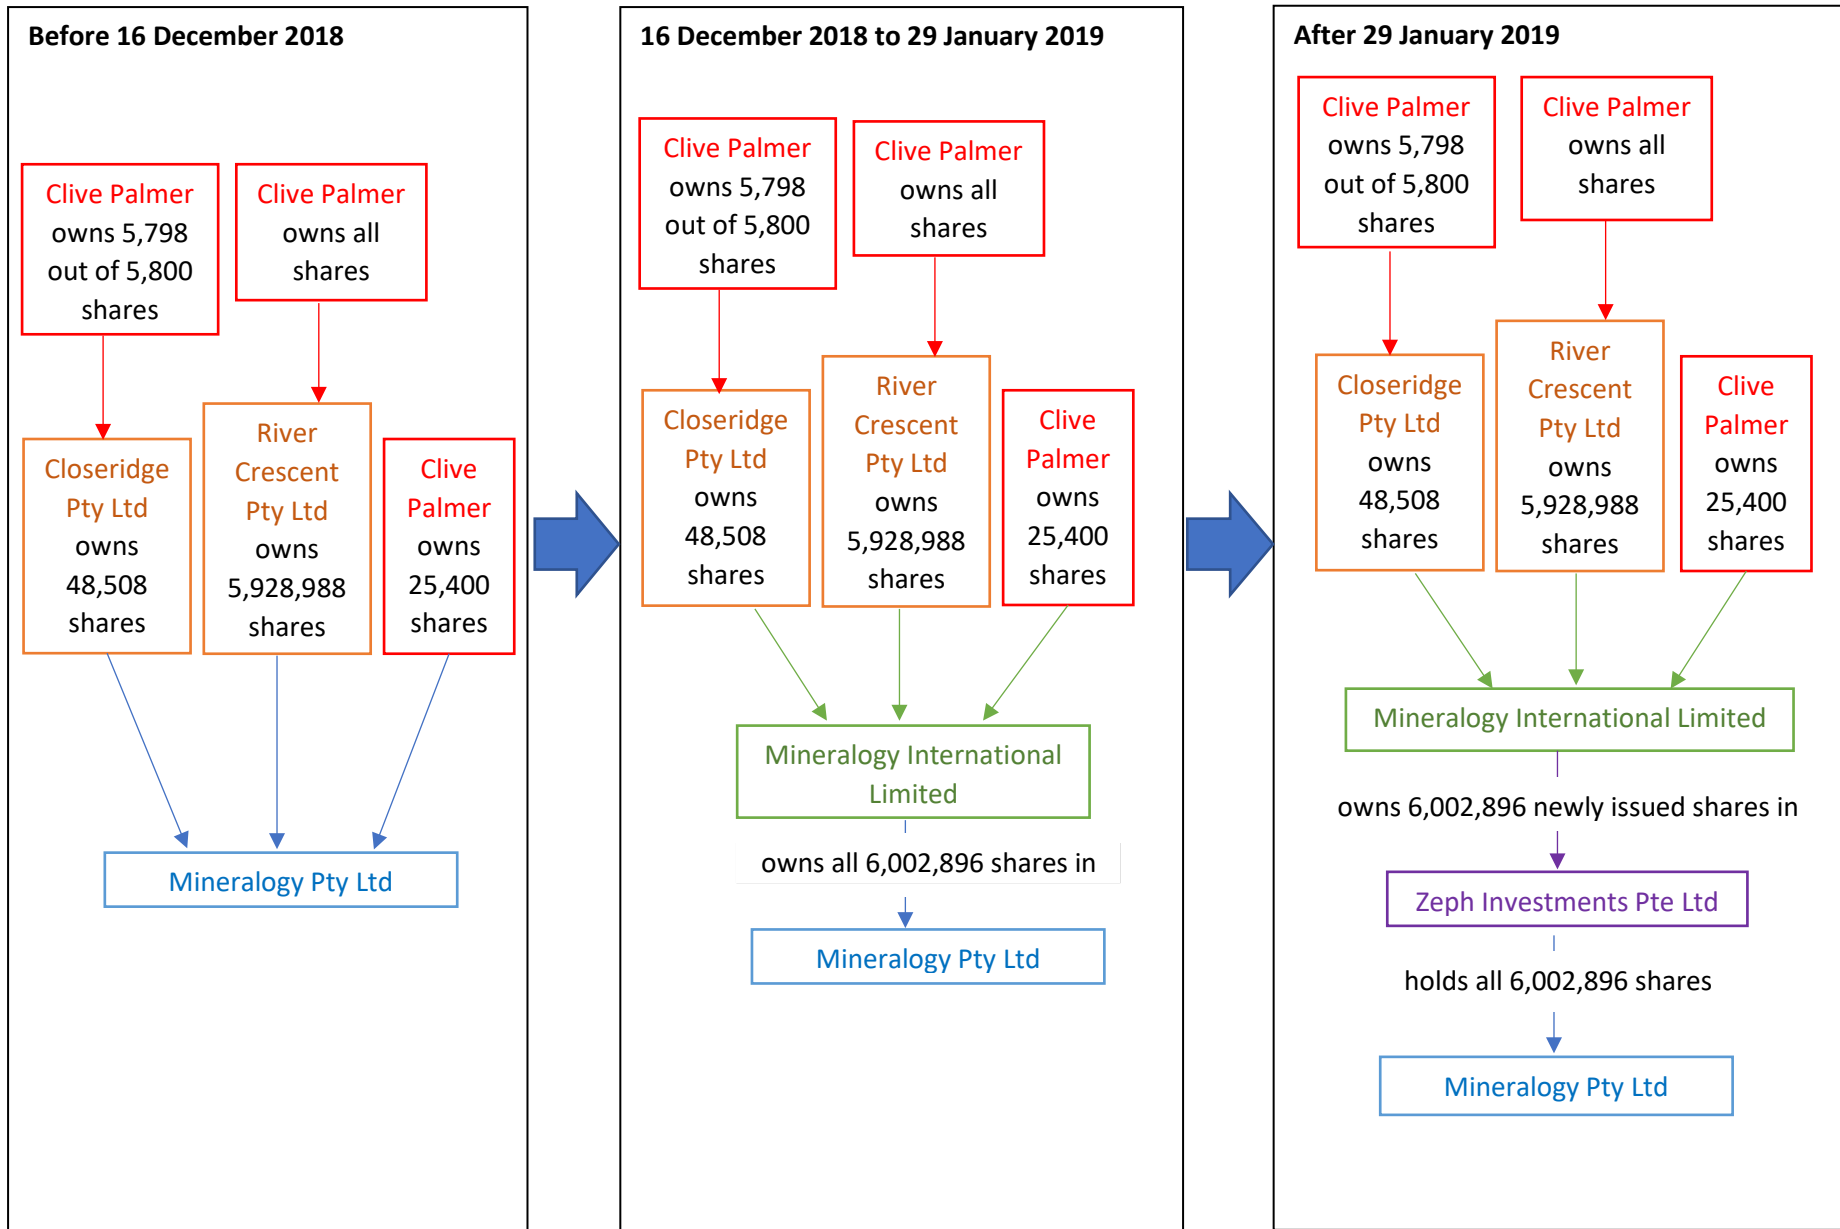 Before 16 December 2018
Clive Palmer
owns 5,798
out of 5,800
shares
Clive Palmer
owns all
shares
Closeridge
Pty Ltd
owns
48,508
shares
River
Crescent
Pty Ltd
owns
5,928,988
shares
Clive
Palmer
owns
25,400
shares
Mineralogy Pty Ltd
16 December 2018 to 29 January 2019
Clive Palmer
owns 5,798
out of 5,800
shares
Clive Palmer
owns all
shares
Closeridge
Pty Ltd
owns
48,508
shares
River
Crescent
Pty Ltd
owns
5,928,988
shares
Clive
Palmer
owns
25,400
shares
Mineralogy International
Limited
owns all 6,002,896 shares in
Mineralogy Pty Ltd
After 29 January 2019
Clive Palmer
owns 5,798
out of 5,800
shares
Clive Palmer
owns all
shares
Closeridge
Pty Ltd
owns
48,508
shares
River
Crescent
Pty Ltd
owns
5,928,988
shares
Clive
Palmer
owns
25,400
shares
Mineralogy International Limited
owns 6,002,896 newly issued shares in
Zeph Investments Pte Ltd
holds all 6,002,896 shares
Mineralogy Pty Ltd